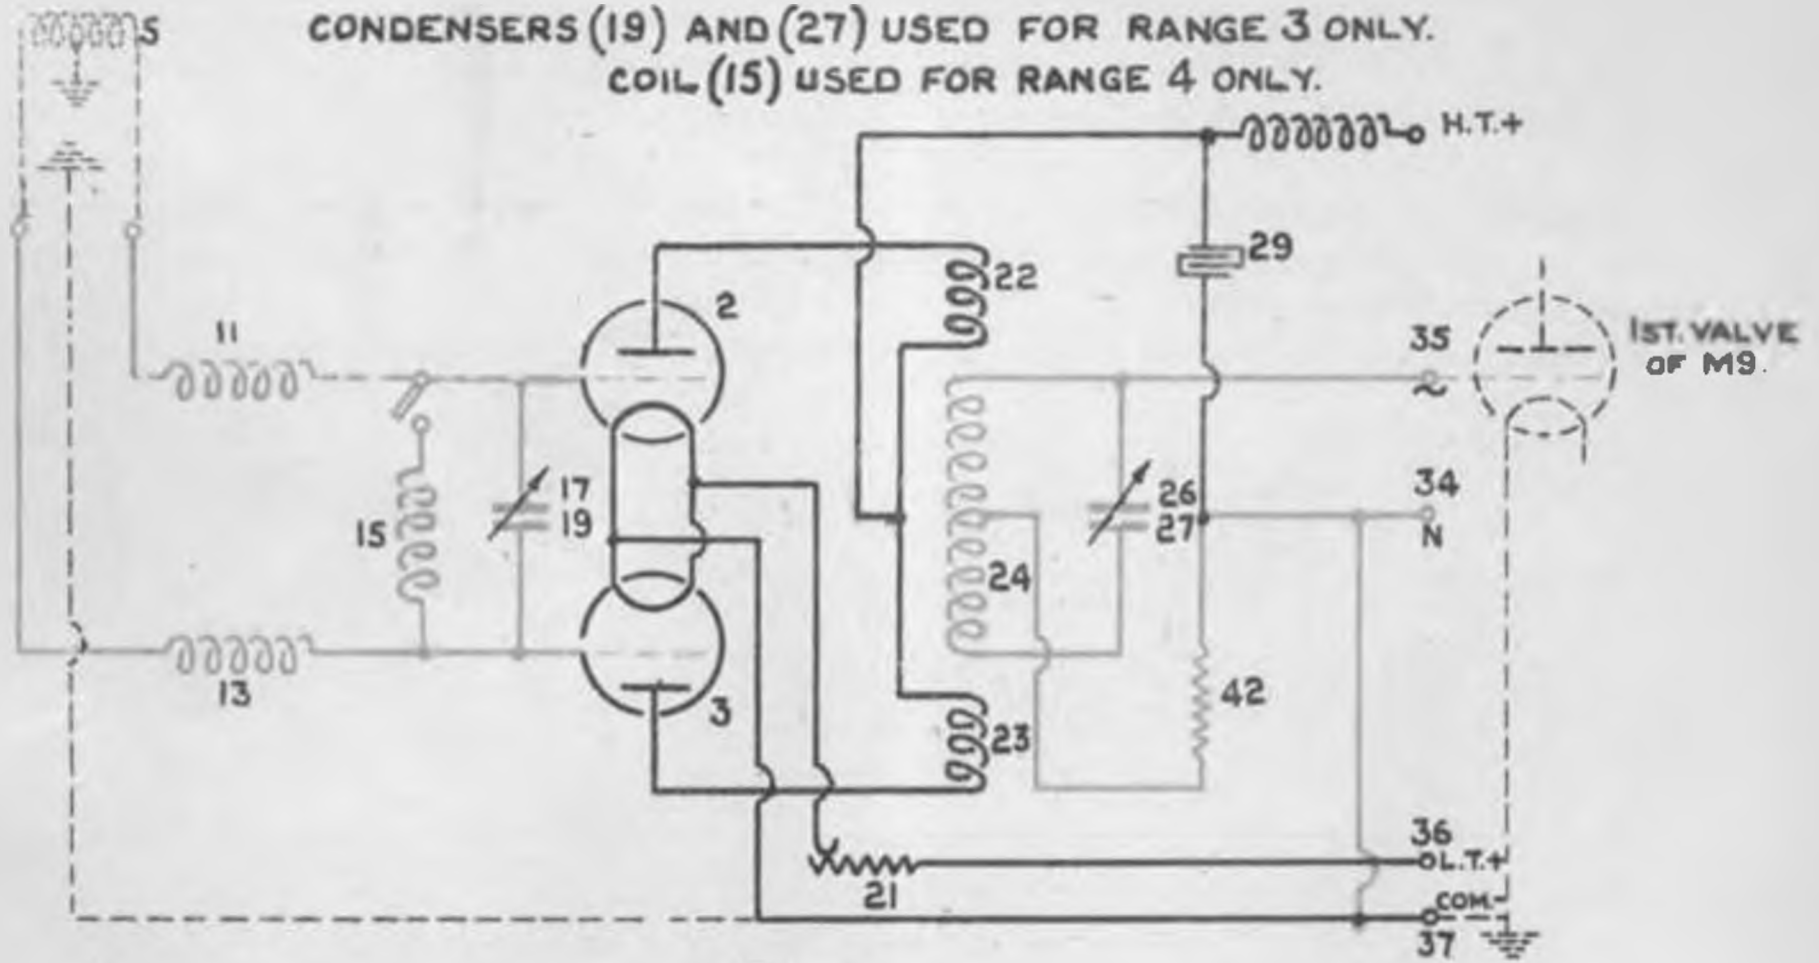 CONDENSERS (19) AND (27) USED FOR RANGE 3 ONLY.
COIL (15) USED FOR RANGE 4 ONLY.
5
H.T.+
29
22
2
11
35
1ST. VALVE
OF M9.
~
17
19
15
26
27
34
N
24
13
3
23
42
36
L.T.+
21
COM.-
37